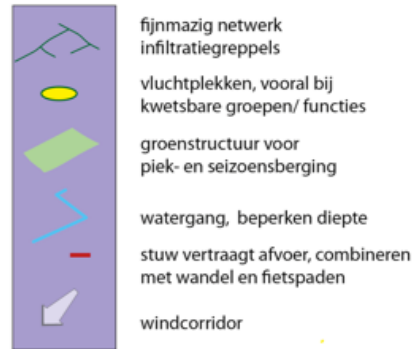 fijnmazig netwerk
infiltratiegreppels
vluchtplekken, vooral bij
kwetsbare groepen/ functies
groenstructuur voor
piek- en seizoensberging
watergang, beperken diepte
stuw vertraagt afvoer, combineren
met wandel en fietspaden
windcorridor